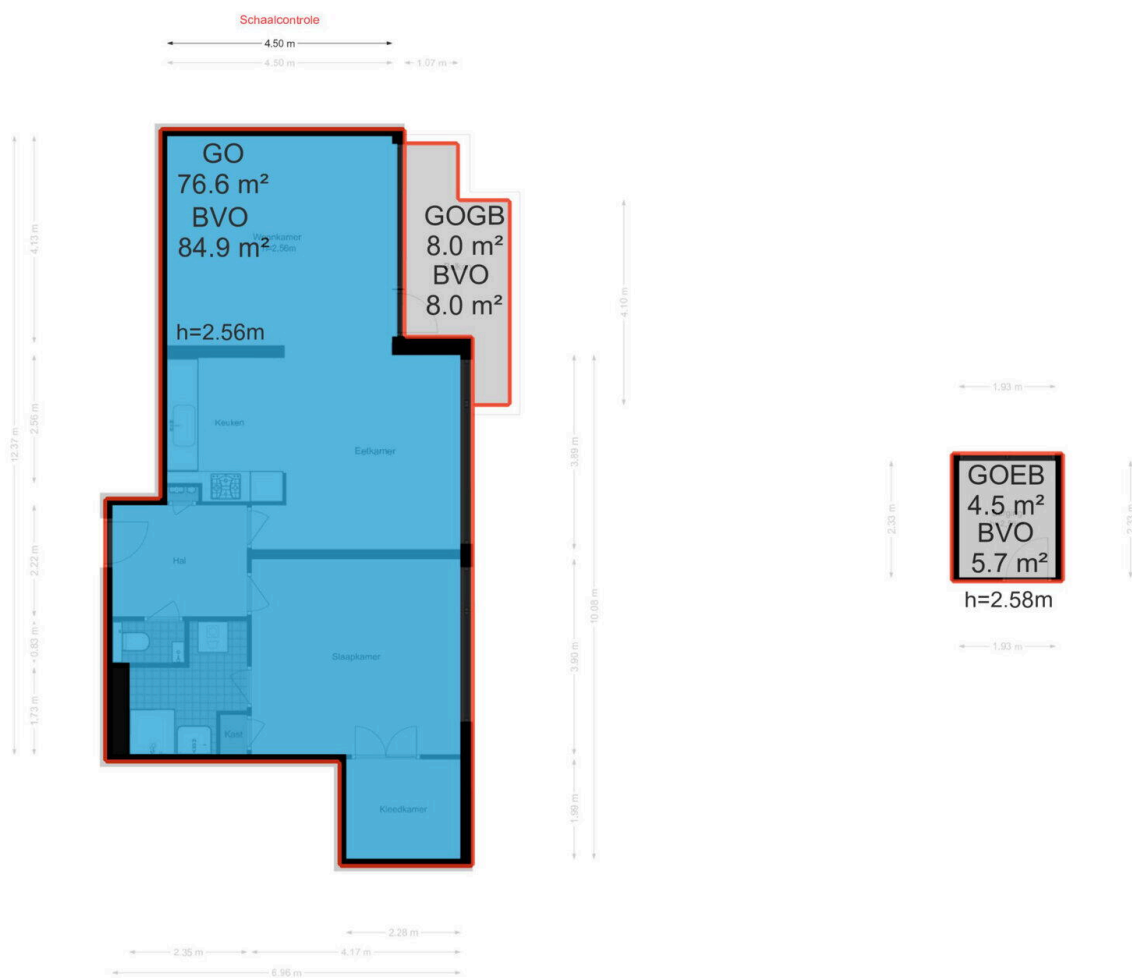 Schaalcontrole
4.50 m
4.50 m
1.07 m
GO
76.6 m²
BVO
84.9 m²
Woonkamer
h=2.56m
GOGB
8.0 m²
BVO
8.0 m²
4.13 m
4.10 m
12.37 m
2.56 m
Keuken
Eetkamer
3.89 m
10.08 m
1.93 m
GOEB
4.5 m²
BVO
5.7 m²
2.33 m
2.33 m
h=2.58m
1.93 m
2.22 m
Hal
0.83 m
Slaapkamer
3.90 m
1.73 m
Kast
Kleedkamer
1.99 m
2.28 m
2.35 m
4.17 m
6.96 m